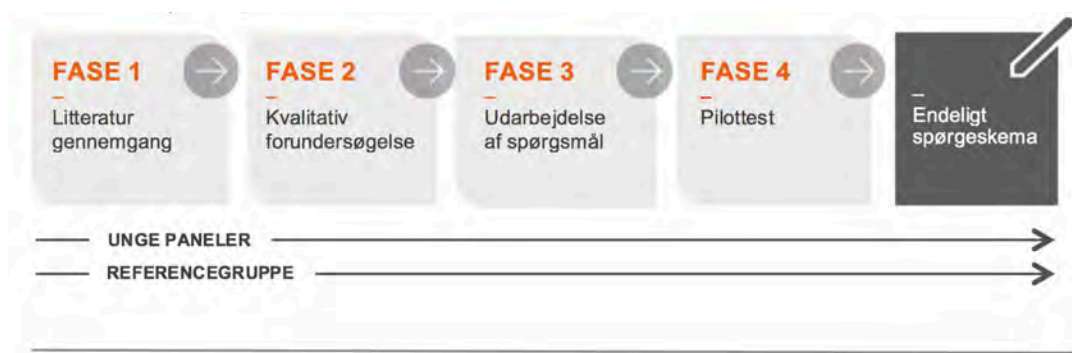 FASE 1
Litteratur
gennemgang
FASE 2
Kvalitativ
forundersøgelse
FASE 3
Udarbejdelse
af spørgsmål
FASE 4
Pilottest
Endeligt
spørgeskema
UNGE PANELER
REFERENCEGRUPPE